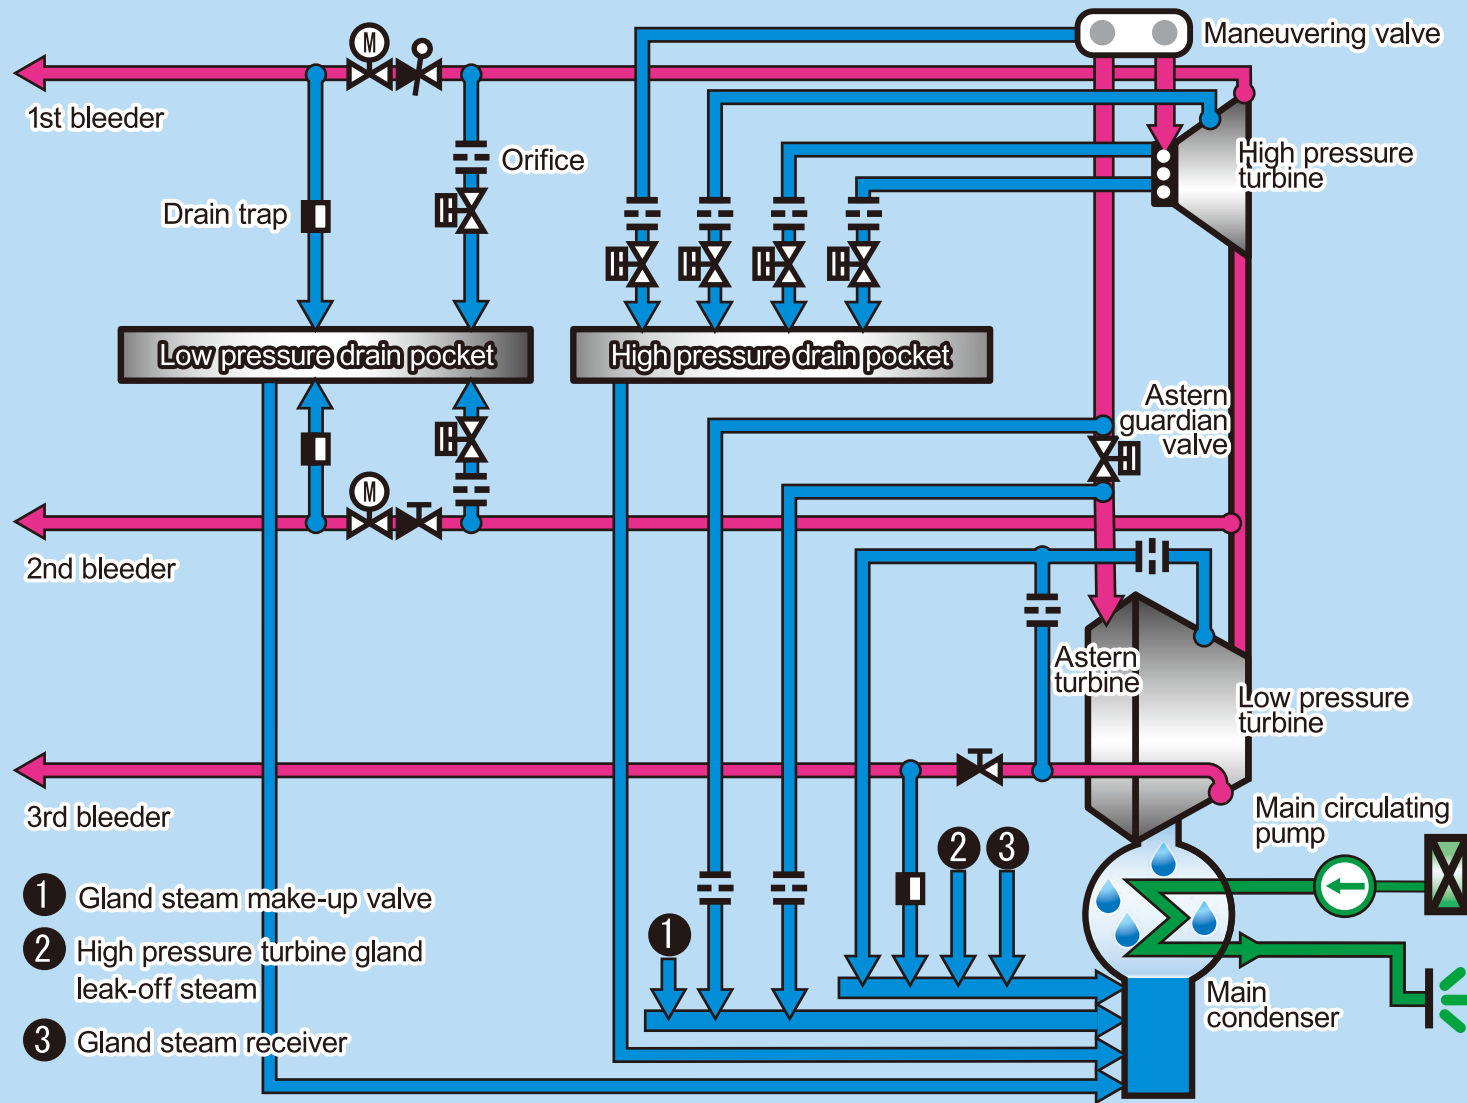 Maneuvering valve
1st bleeder
Orifice
High pressure
turbine
Drain trap
M
Low pressure drain pocket
High pressure drain pocket
Astern
guardian
valve
M
2nd bleeder
Astern
turbine
Low pressure
turbine
3rd bleeder
Main circulating
pump
2 3
1 Gland steam make-up valve
1
2 High pressure turbine gland
leak-off steam
Main
condenser
3 Gland steam receiver